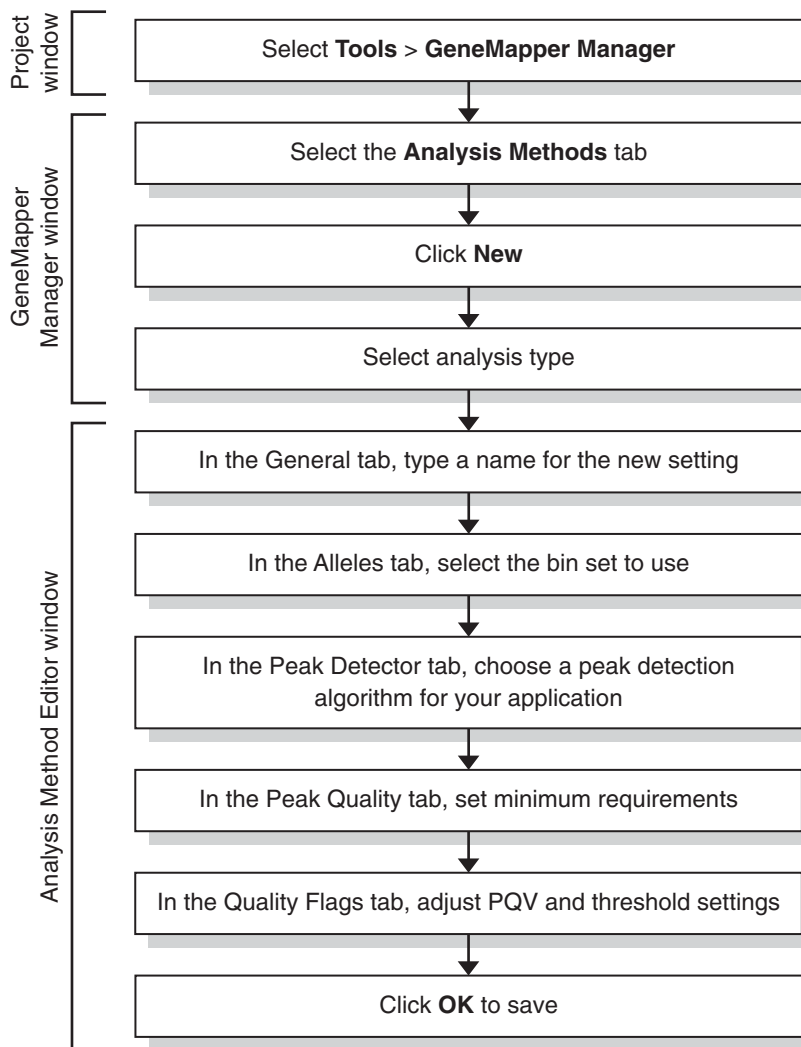 Project
window
Select Tools > GeneMapper Manager
GeneMapper
Manager window
Select the Analysis Methods tab
Click New
Select analysis type
Analysis Method Editor window
In the General tab, type a name for the new setting
In the Alleles tab, select the bin set to use
In the Peak Detector tab, choose a peak detection
algorithm for your application
In the Peak Quality tab, set minimum requirements
In the Quality Flags tab, adjust PQV and threshold settings
Click OK to save